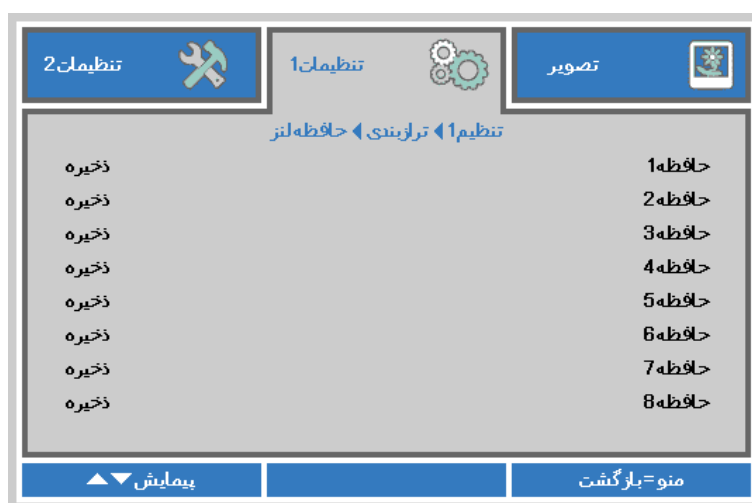 تصویر تنظیمات1 تنظیمات2
تنظیم1 ترازبندی حافظه لنز
حافظه1 ذخیره
حافظه2 ذخیره
حافظه3 ذخیره
حافظه4 ذخیره
حافظه5 ذخیره
حافظه6 ذخیره
حافظه7 ذخیره
حافظه8 ذخیره
منو=بازگشت پیمایش